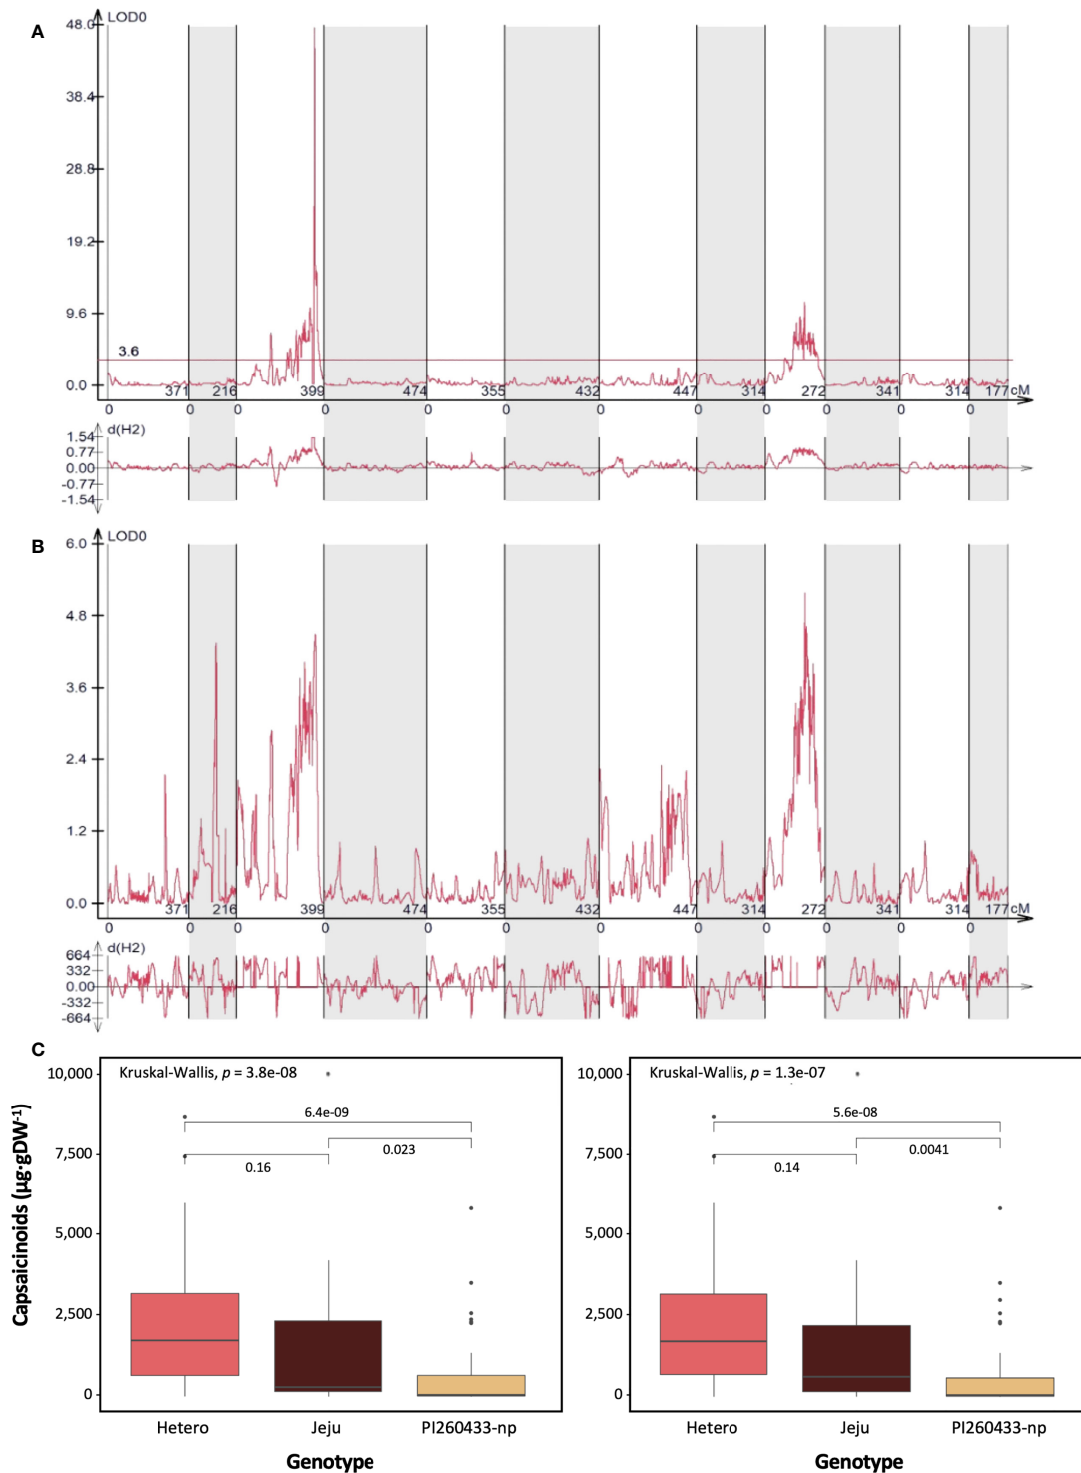 A
LOD0
48.0
38.4
28.8
19.2
9.6
3.6
0.0
371 216 399 474 355 432 447 314 272 341 314 177 cM
0 0 0 0 0 0 0 0 0 0 0 0
d(H2)
1.54
0.77
0.00
-0.77
-1.54
B
LOD0
6.0
4.8
3.6
2.4
1.2
0.0
371 216 399 474 355 432 447 314 272 341 314 177 cM
0 0 0 0 0 0 0 0 0 0 0 0
d(H2)
664
332
0.00
-332
-664
C
Capsaicinoids (µg·gDW-1)
10,000
7,500
5,000
2,500
0
Kruskal-Wallis, p = 3.8e-08
6.4e-09
0.023
0.16
Hetero Jeju PI260433-np
Genotype
10,000
7,500
5,000
2,500
0
Kruskal-Wallis, p = 1.3e-07
5.6e-08
0.0041
0.14
Hetero Jeju PI260433-np
Genotype